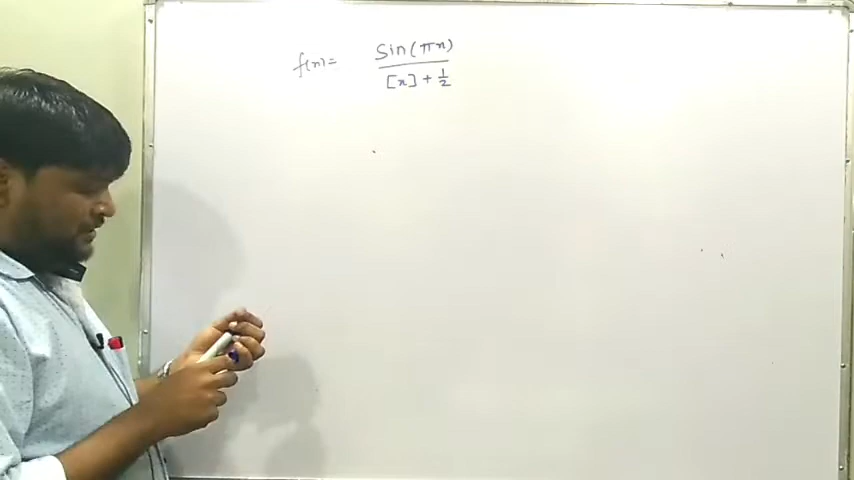 f(x) = sin(πx) / ([x] + 1/2)